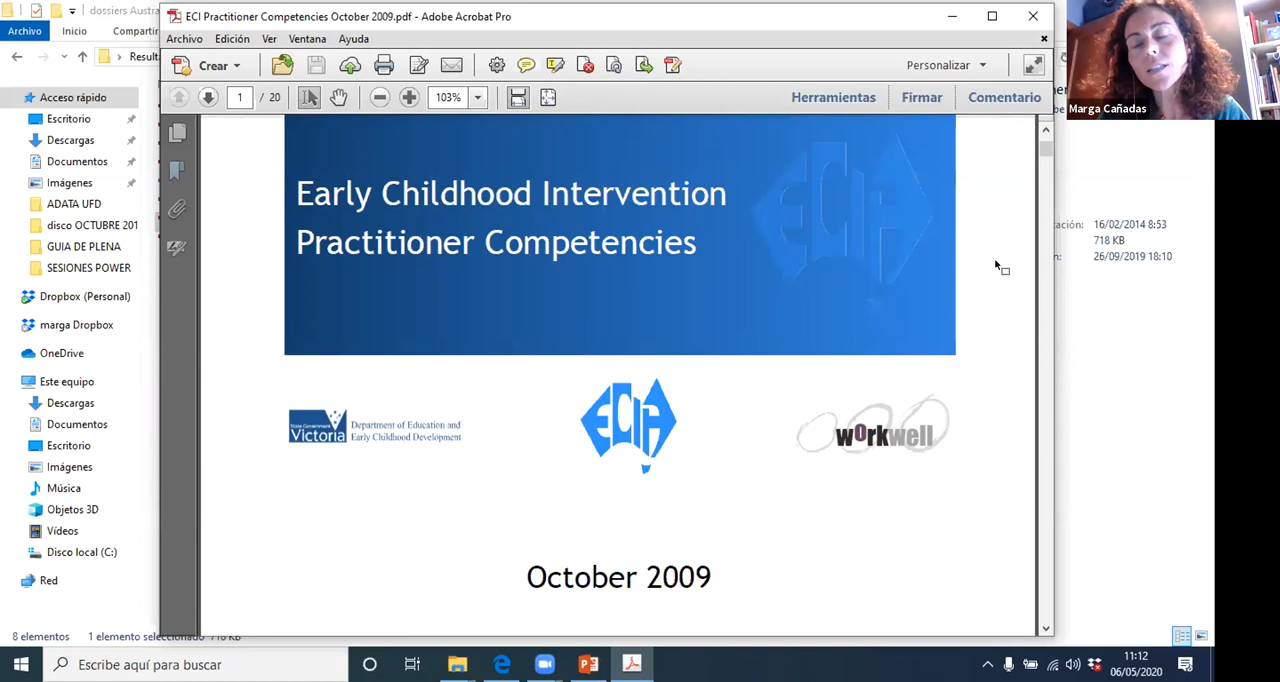 dossiers Austra
ECI Practitioner Competencies October 2009.pdf - Adobe Acrobat Pro
Archivo
Inicio
Compartir
Archivo Edición Ver Ventana Ayuda
Resulta
Crear
Personalizar
1 / 20
103%
Herramientas
Firmar
Comentario
Marga Cañadas
Acceso rápido
Escritorio
Descargas
Documentos
Imágenes
ADATA UFD
disco OCTUBRE 201
GUIA DE PLENA
SESIONES POWER
Dropbox (Personal)
marga Dropbox
OneDrive
Este equipo
Descargas
Documentos
Escritorio
Imágenes
Música
Objetos 3D
Vídeos
Disco local (C:)
Red
Early Childhood Intervention
Practitioner Competencies
ECIA
State Government
Victoria
Department of Education and
Early Childhood Development
ECIA
workwell
October 2009
tación: 16/02/2014 8:53
718 KB
n: 26/09/2019 18:10
8 elementos
1 elemento seleccionado 718 KB
Escribe aquí para buscar
11:12
06/05/2020